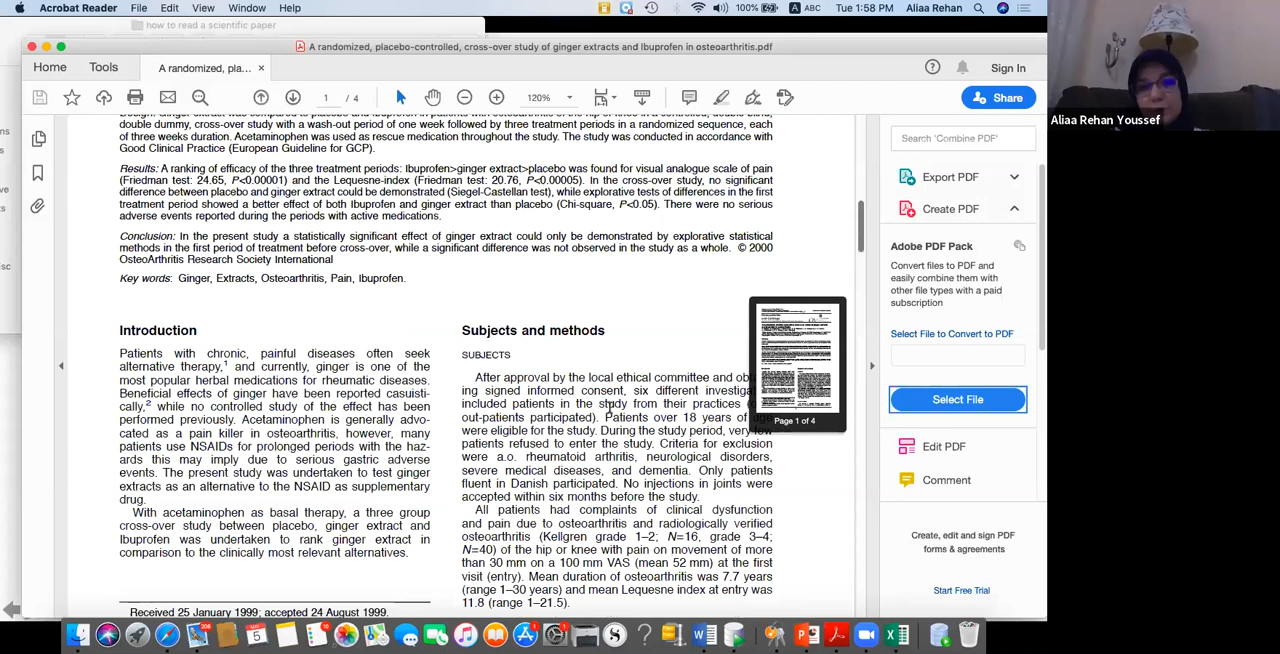 Acrobat Reader File Edit View Window Help
100% ABC Tue 1:58 PM Aliaa Rehan
how to read a scientific paper
A randomized, placebo-controlled, cross-over study of ginger extracts and Ibuprofen in osteoarthritis.pdf
Home Tools A randomized, pla... × Sign In
1 / 4 120% Share
double dummy, cross-over study with a wash-out period of one week followed by three treatment periods in a randomized sequence, each
of three weeks duration. Acetaminophen was used as rescue medication throughout the study. The study was conducted in accordance with
Good Clinical Practice (European Guideline for GCP).
Results: A ranking of efficacy of the three treatment periods: Ibuprofen>ginger extract>placebo was found for visual analogue scale of pain
(Friedman test: 24.65, P<0.00001) and the Lequesne-index (Friedman test: 20.76, P<0.00005). In the cross-over study, no significant
difference between placebo and ginger extract could be demonstrated (Siegel-Castellan test), while explorative tests of differences in the first
treatment period showed a better effect of both Ibuprofen and ginger extract than placebo (Chi-square, P<0.05). There were no serious
adverse events reported during the periods with active medications.
Conclusion: In the present study a statistically significant effect of ginger extract could only be demonstrated by explorative statistical
methods in the first period of treatment before cross-over, while a significant difference was not observed in the study as a whole. © 2000
OsteoArthritis Research Society International
Key words: Ginger, Extracts, Osteoarthritis, Pain, Ibuprofen.
Introduction
Patients with chronic, painful diseases often seek
alternative therapy,1 and currently, ginger is one of the
most popular herbal medications for rheumatic diseases.
Beneficial effects of ginger have been reported casuisti-
cally,2 while no controlled study of the effect has been
performed previously. Acetaminophen is generally advo-
cated as a pain killer in osteoarthritis, however, many
patients use NSAIDs for prolonged periods with the haz-
ards this may imply due to serious gastric adverse
events. The present study was undertaken to test ginger
extracts as an alternative to the NSAID as supplementary
drug.
With acetaminophen as basal therapy, a three group
cross-over study between placebo, ginger extract and
Ibuprofen was undertaken to rank ginger extract in
comparison to the clinically most relevant alternatives.
Received 25 January 1999; accepted 24 August 1999.
Subjects and methods
SUBJECTS
After approval by the local ethical committee and
ing signed informed consent, six different
included patients in the study from their practices
out-patients participated). Patients over 18 years of
were eligible for the study. During the study period, very few
patients refused to enter the study. Criteria for exclusion
were a.o. rheumatoid arthritis, neurological disorders,
severe medical diseases, and dementia. Only patients
fluent in Danish participated. No injections in joints were
accepted within six months before the study.
All patients had complaints of clinical dysfunction
and pain due to osteoarthritis and radiologically verified
osteoarthritis (Kellgren grade 1–2; N=16, grade 3–4;
N=40) of the hip or knee with pain on movement of more
than 30 mm on a 100 mm VAS (mean 52 mm) at the first
visit (entry). Mean duration of osteoarthritis was 7.7 years
(range 1–30 years) and mean Lequesne index at entry was
11.8 (range 1–21.5).
Page 1 of 4
Search 'Combine PDF'
Export PDF
Create PDF
Adobe PDF Pack
Convert files to PDF and
easily combine them with
other file types with a paid
subscription
Select File to Convert to PDF
Select File
Edit PDF
Comment
Create, edit and sign PDF
forms & agreements
Start Free Trial
Aliaa Rehan Youssef